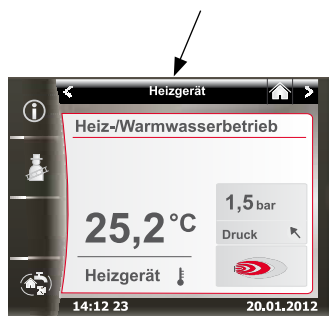 Heizgerät
Heiz-/Warmwasserbetrieb
25,2°C
1,5 bar
Druck
Heizgerät
14:12 23
20.01.2012